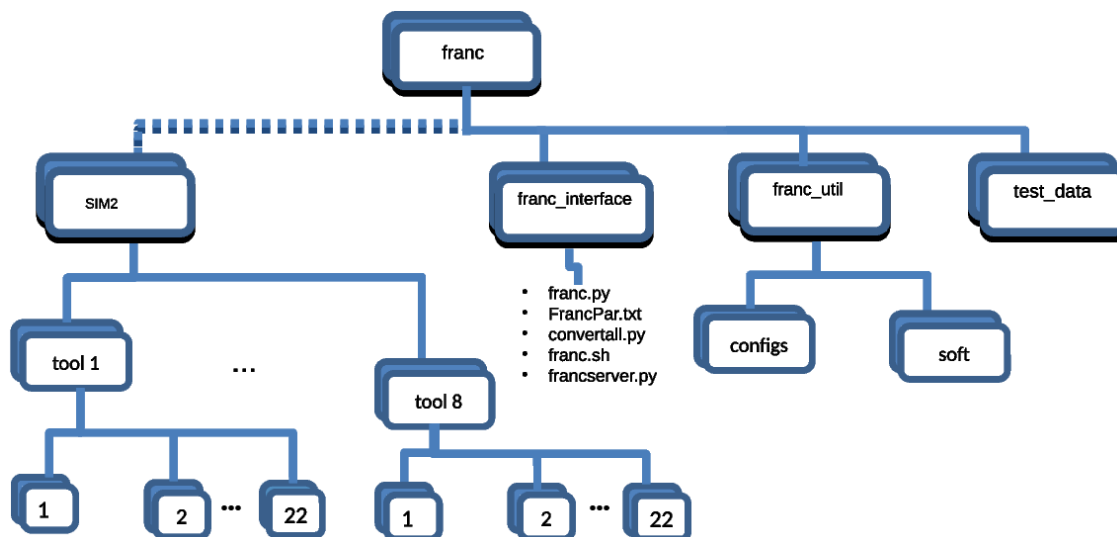 franc
SIM2
franc_interface
franc_util
test_data
• franc.py
• FrancPar.txt
• convertall.py
• franc.sh
• francserver.py
configs
soft
tool 1
...
tool 8
1
2
...
22
1
2
...
22